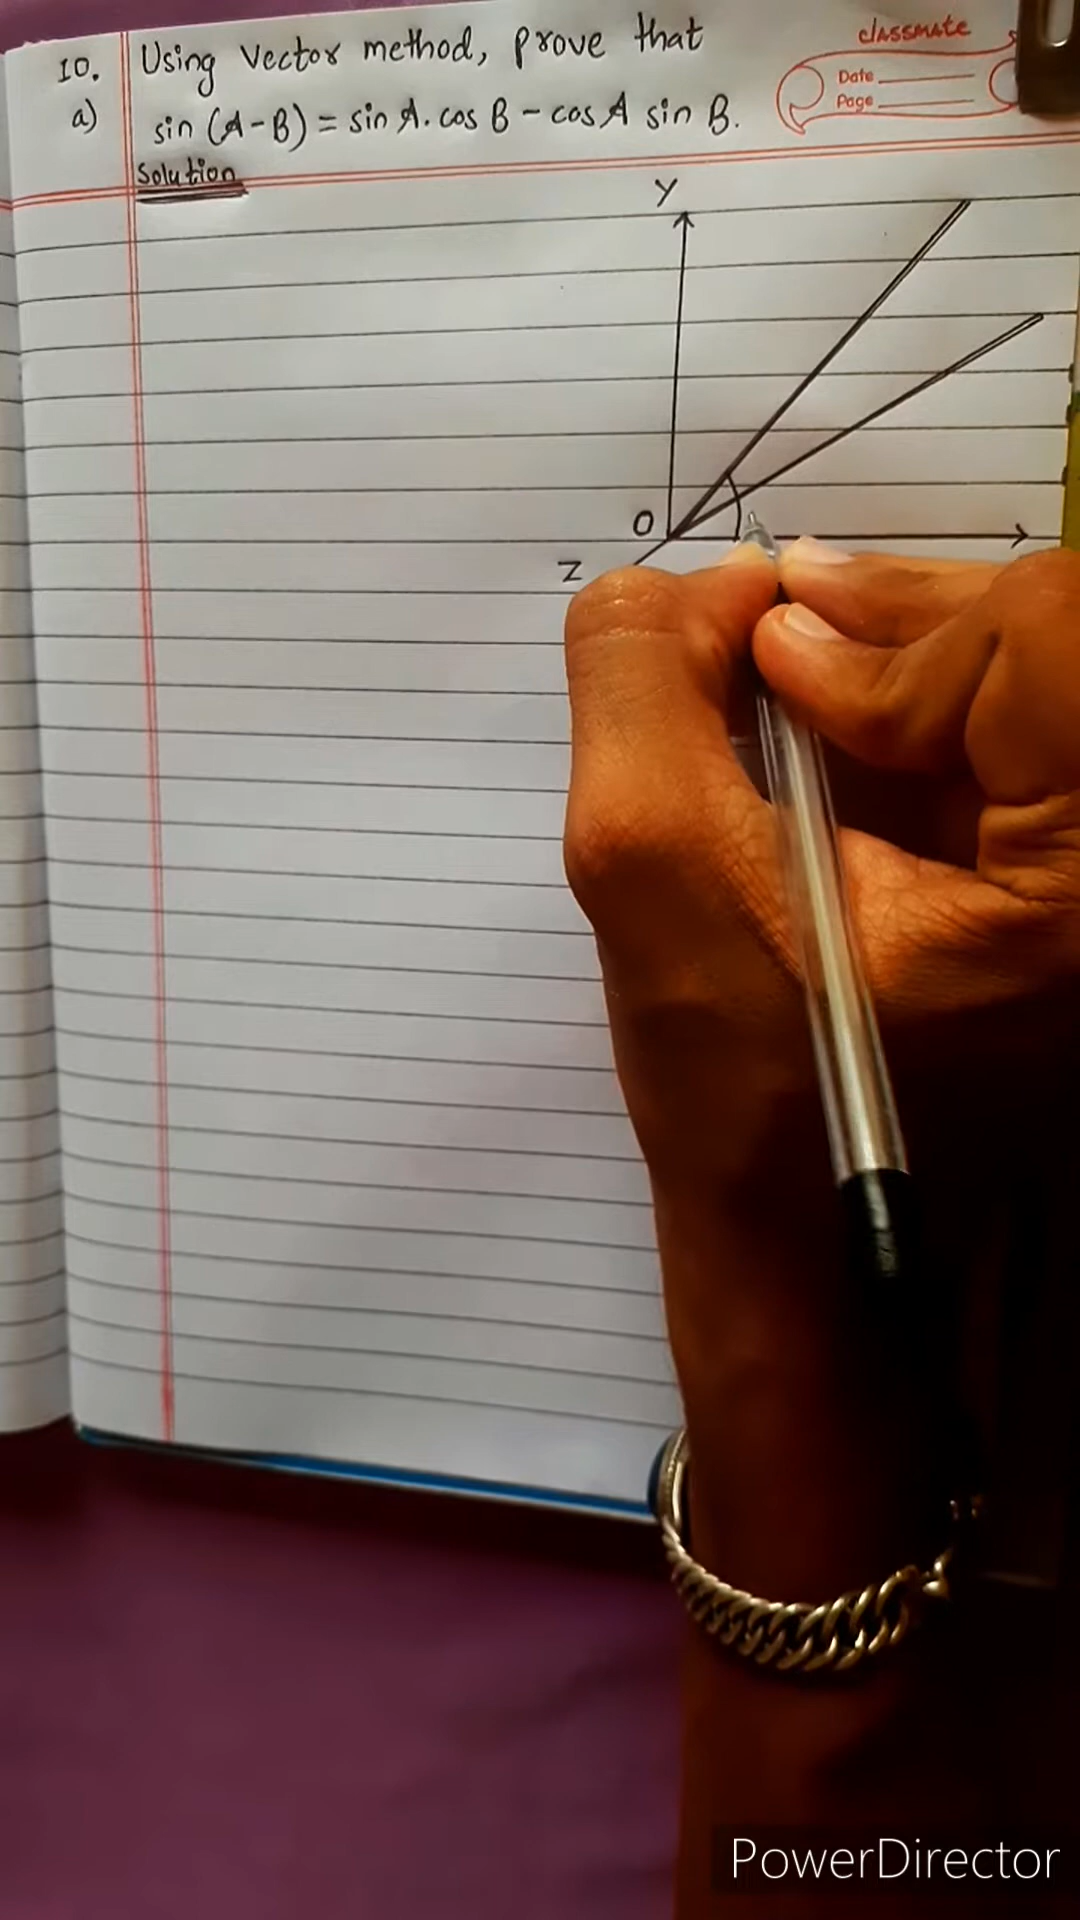 classmate
Date
Page
10. Using Vector method, prove that
a) sin (A-B) = sin A. cos B - cos A sin B.
Solution
Y
O
Z
PowerDirector